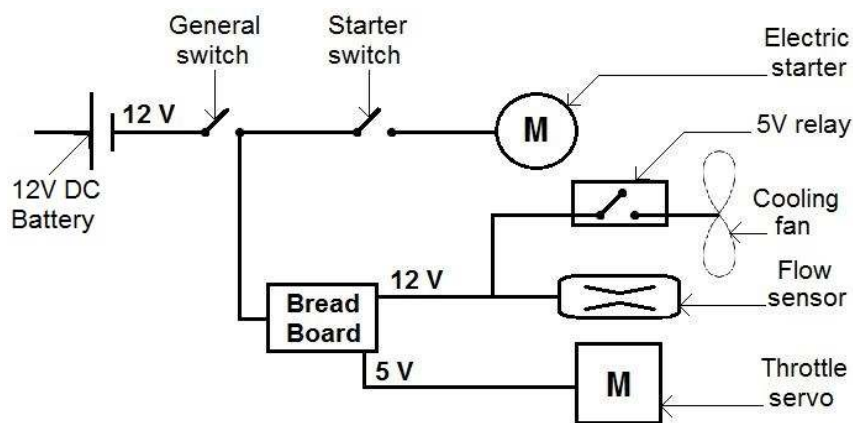 General
switch
Starter
switch
Electric
starter
12 V
M
5V relay
12V DC
Battery
Cooling
fan
12 V
Flow
sensor
Bread
Board
5 V
M
Throttle
servo